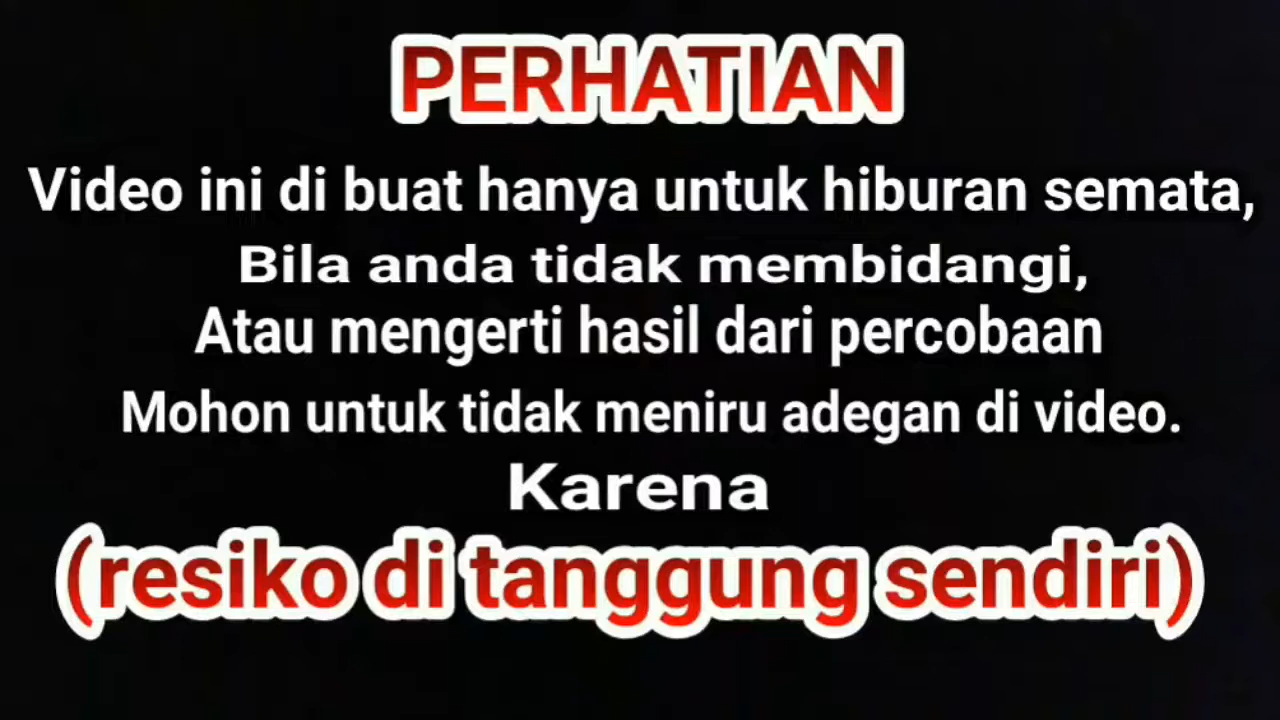 PERHATIAN
Video ini di buat hanya untuk hiburan semata,
Bila anda tidak membidangi,
Atau mengerti hasil dari percobaan
Mohon untuk tidak meniru adegan di video.
Karena
(resiko di tanggung sendiri)